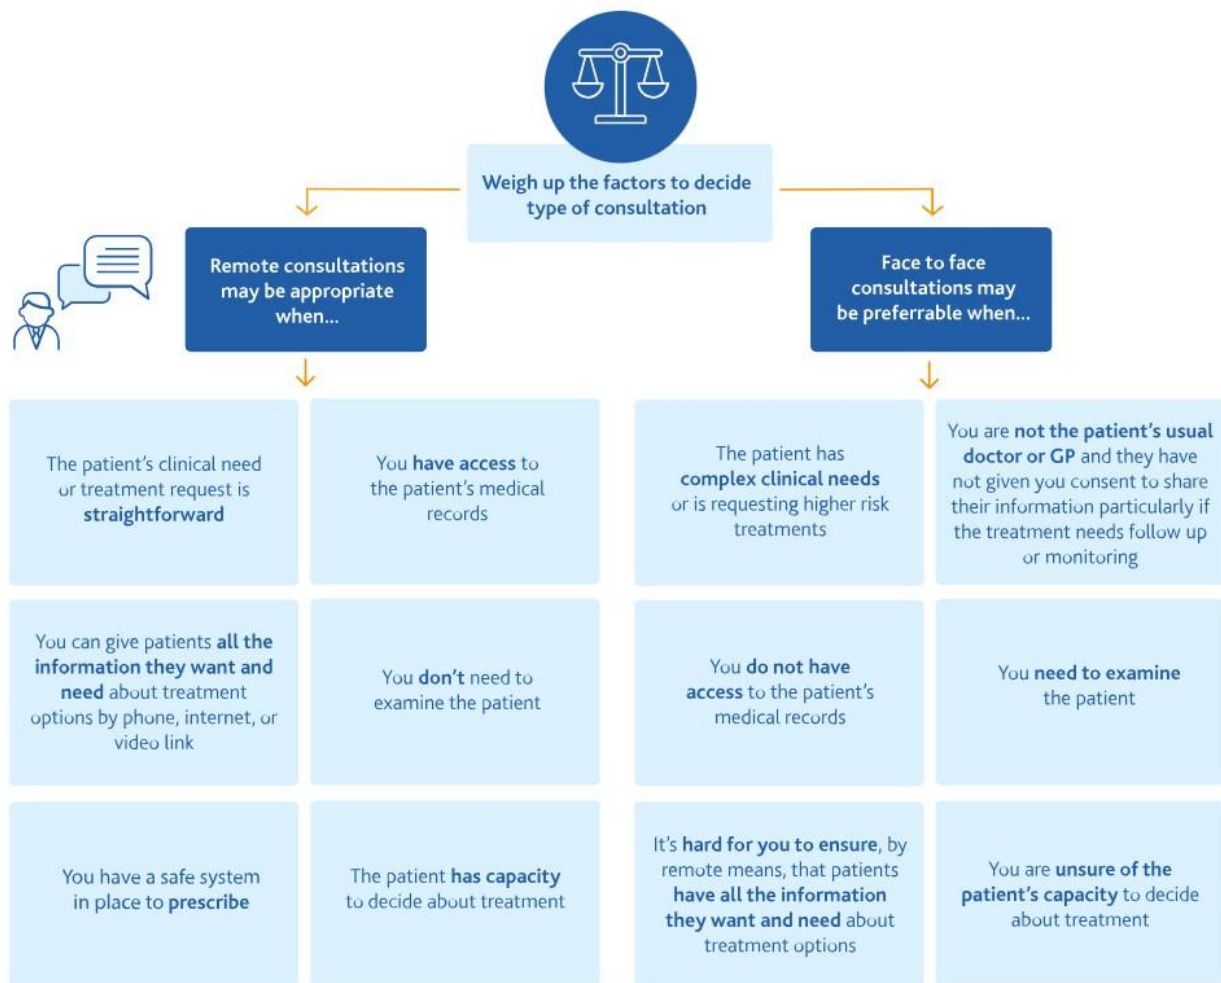 Weigh up the factors to decide
type of consultation
Remote consultations
may be appropriate
when...
Face to face
consultations may
be preferrable when...
The patient's clinical need
or treatment request is
straightforward
You have access to
the patient's medical
records
You can give patients all the
information they want and
need about treatment
options by phone, internet, or
video link
You don't need to
examine the patient
You have a safe system
in place to prescribe
The patient has capacity
to decide about treatment
The patient has
complex clinical needs
or is requesting higher risk
treatments
You are not the patient's usual
doctor or GP and they have
not given you consent to share
their information particularly if
the treatment needs follow up
or monitoring
You do not have
access to the patient's
medical records
You need to examine
the patient
It's hard for you to ensure, by
remote means, that patients
have all the information
they want and need about
treatment options
You are unsure of the
patient's capacity to decide
about treatment